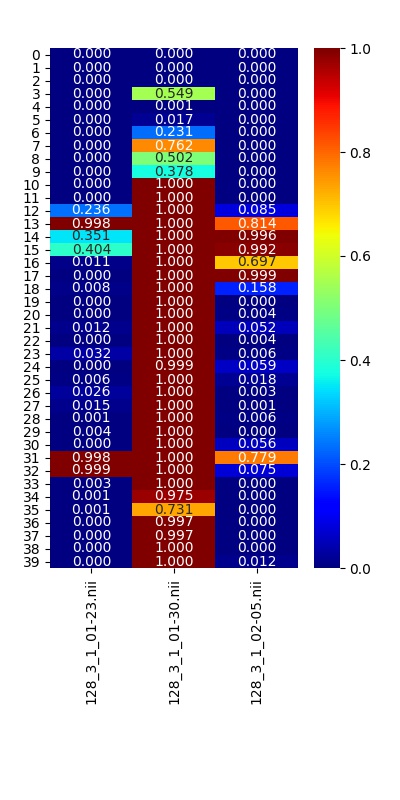 0 0.000 0.000 0.000
1 0.000 0.000 0.000
2 0.000 0.000 0.000
3 0.000 0.549 0.000
4 0.000 0.001 0.000
5 0.000 0.017 0.000
6 0.000 0.231 0.000
7 0.000 0.762 0.000
8 0.000 0.502 0.000
9 0.000 0.378 0.000
10 0.000 1.000 0.000
11 0.000 1.000 0.000
12 0.236 1.000 0.085
13 0.998 1.000 0.814
14 0.351 1.000 0.996
15 0.404 1.000 0.992
16 0.011 1.000 0.697
17 0.000 1.000 0.999
18 0.008 1.000 0.158
19 0.000 1.000 0.000
20 0.000 1.000 0.004
21 0.012 1.000 0.052
22 0.000 1.000 0.004
23 0.032 1.000 0.006
24 0.000 0.999 0.059
25 0.006 1.000 0.018
26 0.026 1.000 0.003
27 0.015 1.000 0.001
28 0.001 1.000 0.006
29 0.004 1.000 0.000
30 0.000 1.000 0.056
31 0.998 1.000 0.779
32 0.999 1.000 0.075
33 0.003 1.000 0.000
34 0.001 0.975 0.000
35 0.001 0.731 0.000
36 0.000 0.997 0.000
37 0.000 0.997 0.000
38 0.000 1.000 0.000
39 0.000 1.000 0.012
128_3_1_01-23.nii
128_3_1_01-30.nii
128_3_1_02-05.nii
1.0
0.8
0.6
0.4
0.2
0.0